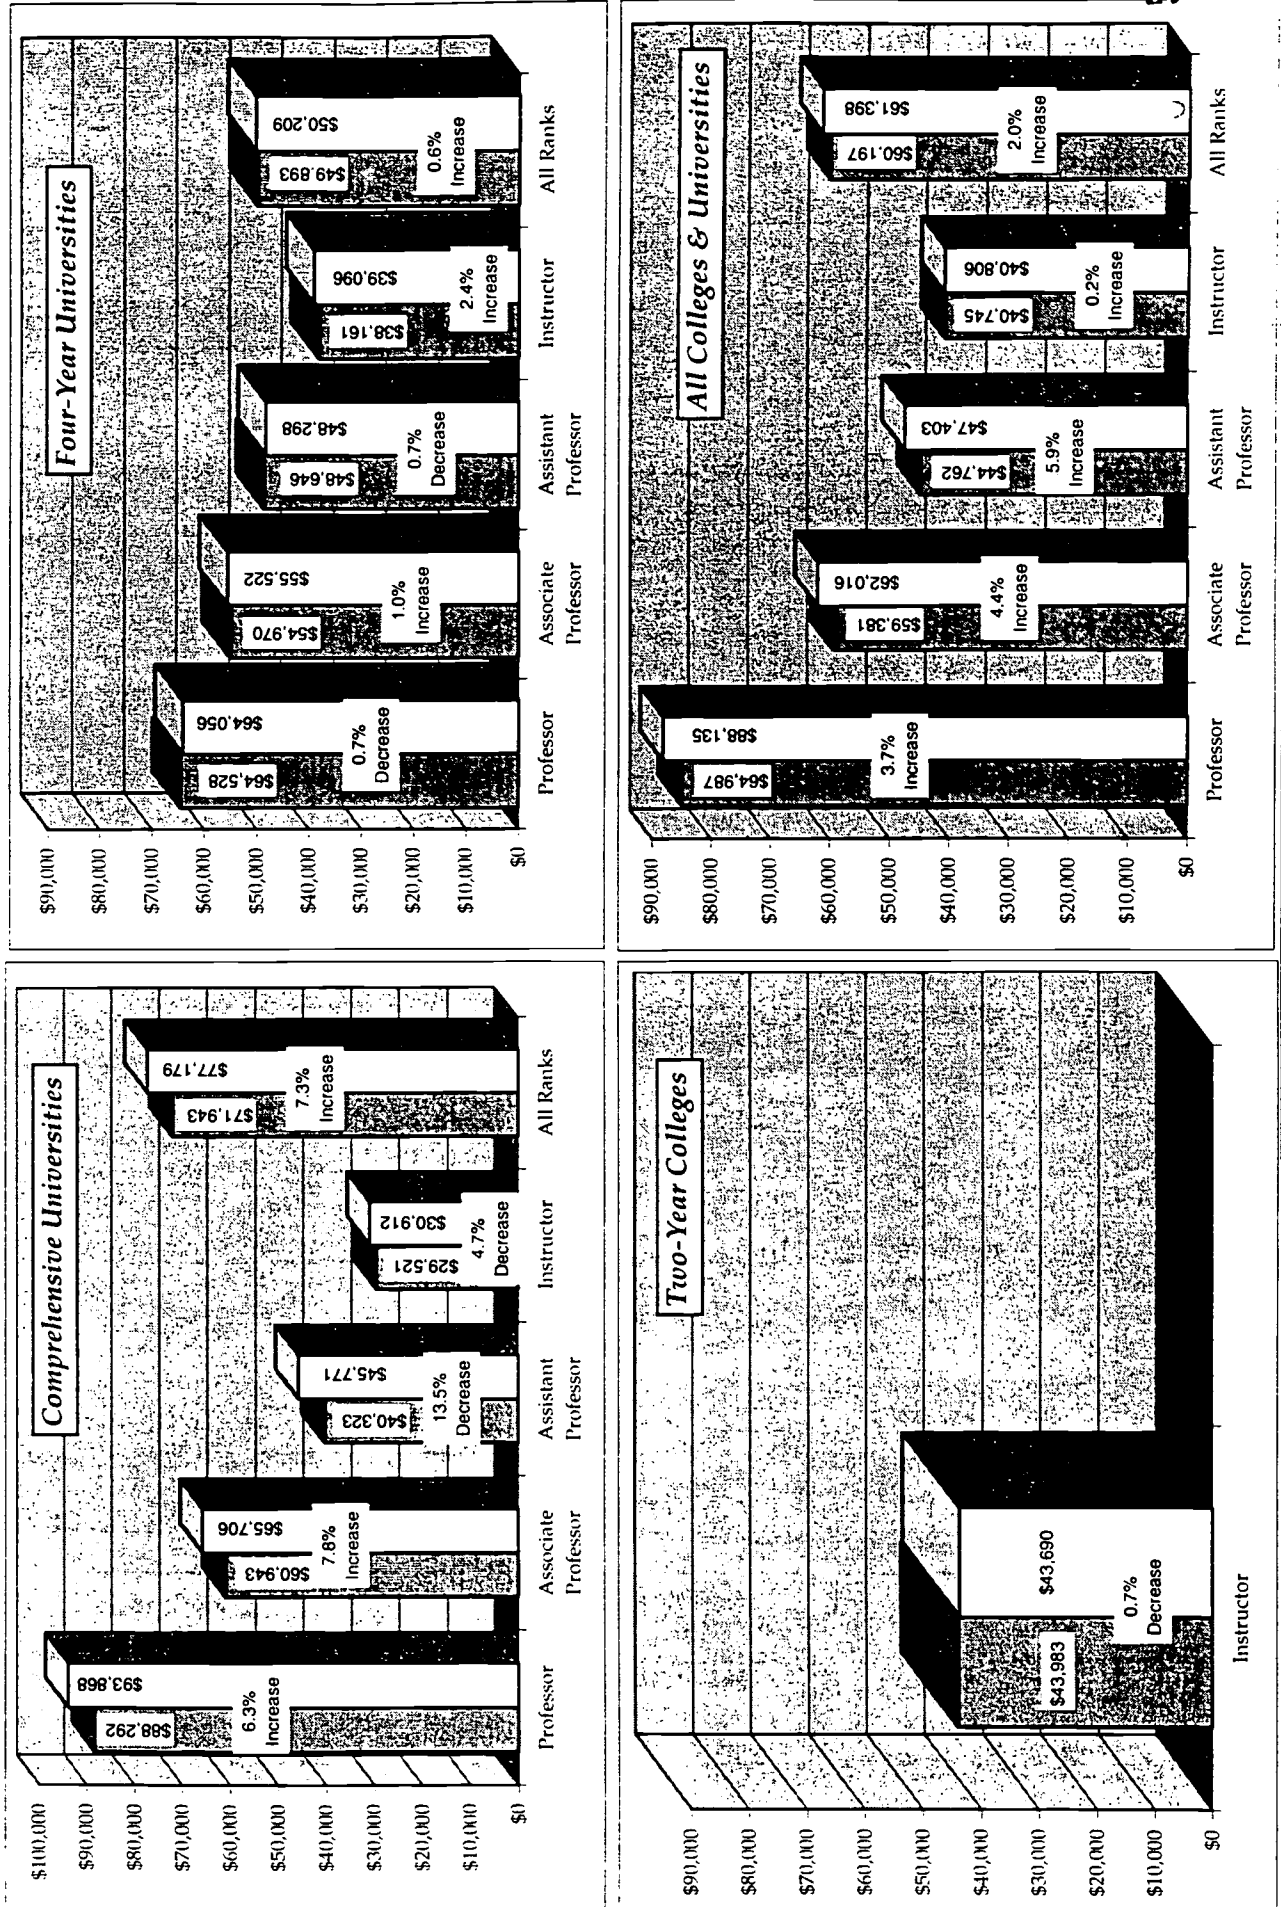 Comprehensive Universities
$100,000
$90,000
$80,000
$70,000
$60,000
$50,000
$40,000
$30,000
$20,000
$10,000
$0
$88,292
$93,868
6.3%
Increase
$60,943
$65,706
7.8%
Increase
$40,323
$45,771
13.5%
Decrease
$29,521
$30,912
4.7%
Decrease
$71,943
$77,179
7.3%
Increase
Professor
Associate
Professor
Assistant
Professor
Instructor
All Ranks
Four-Year Universities
$90,000
$80,000
$70,000
$60,000
$50,000
$40,000
$30,000
$20,000
$10,000
$0
$64,528
$64,056
0.7%
Decrease
$54,970
$55,522
1.0%
Increase
$48,646
$48,298
0.7%
Decrease
$38,161
$39,096
2.4%
Increase
$49,893
$50,209
0.6%
Increase
Professor
Associate
Professor
Assistant
Professor
Instructor
All Ranks
Two-Year Colleges
$90,000
$80,000
$70,000
$60,000
$50,000
$40,000
$30,000
$20,000
$10,000
$0
$43,983
$43,690
0.7%
Decrease
Instructor
All Colleges & Universities
$90,000
$80,000
$70,000
$60,000
$50,000
$40,000
$30,000
$20,000
$10,000
$0
$64,987
$88,135
3.7%
Increase
$59,381
$62,016
4.4%
Increase
$44,762
$47,403
5.9%
Increase
$40,745
$40,806
0.2%
Increase
$60,197
$61,398
2.0%
Increase
Professor
Associate
Professor
Assistant
Professor
Instructor
All Ranks